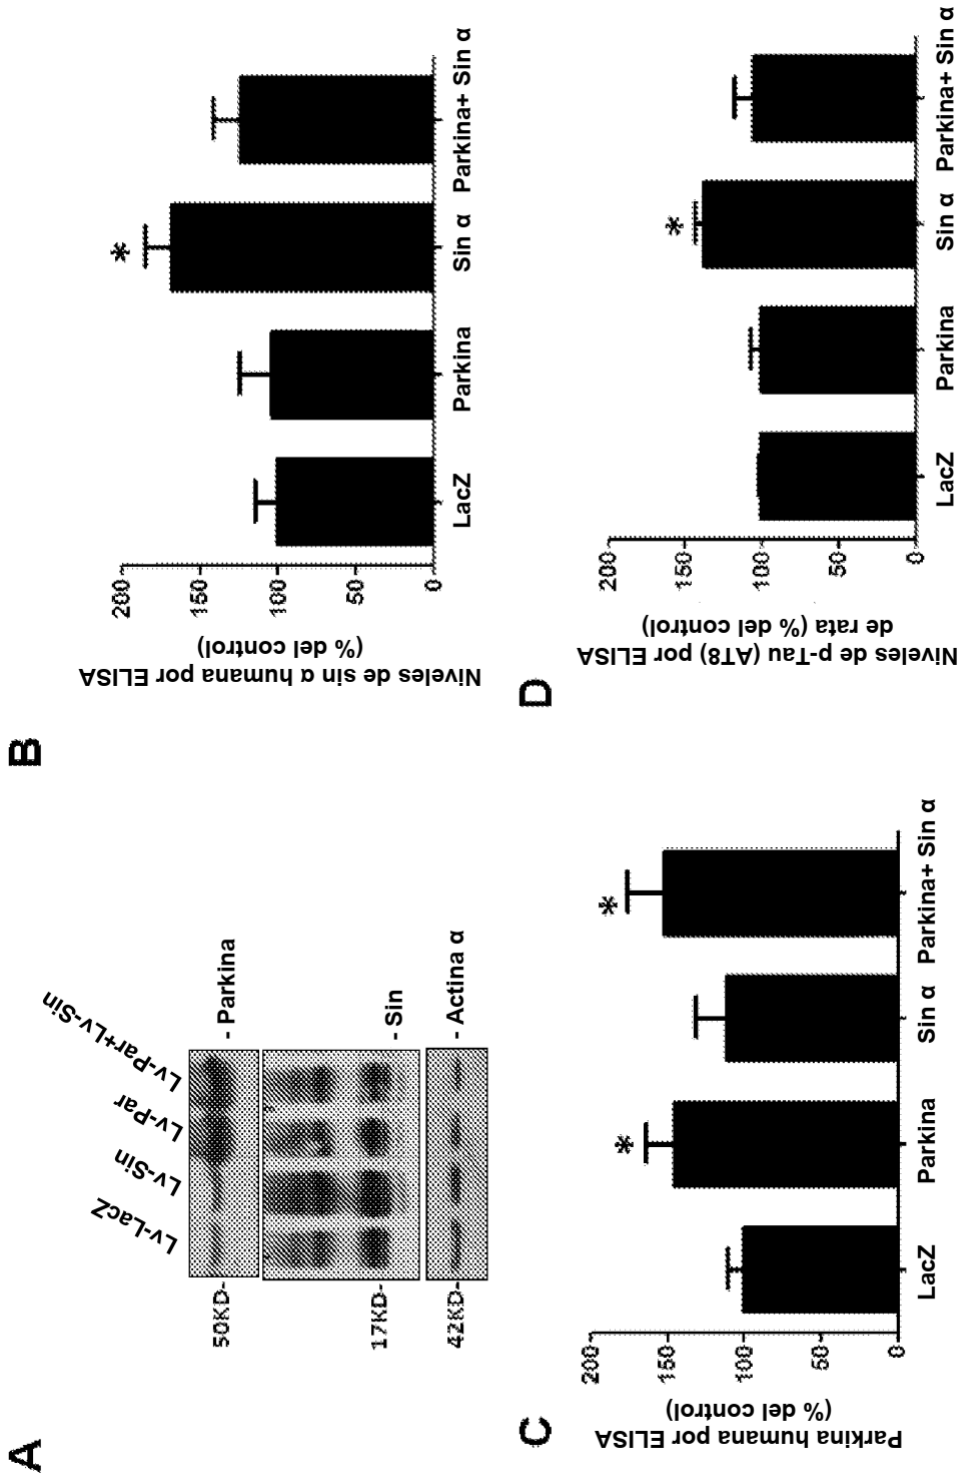 A
Lv-LacZ
Lv-Sin
Lv-Par
Lv-Par+Lv-Sin
50KD-
- Parkina
17KD-
- Sin
42KD-
- Actina α
B
Niveles de sin α humana por ELISA
(% del control)
200
150
100
50
0
*
LacZ
Parkina
Sin α
Parkina+ Sin α
C
Parkina humana por ELISA
(% del control)
200
150
100
50
0
*
*
LacZ
Parkina
Sin α
Parkina+ Sin α
D
Niveles de p-Tau (AT8) por ELISA
de rata (% del control)
200
150
100
50
0
*
LacZ
Parkina
Sin α
Parkina+ Sin α